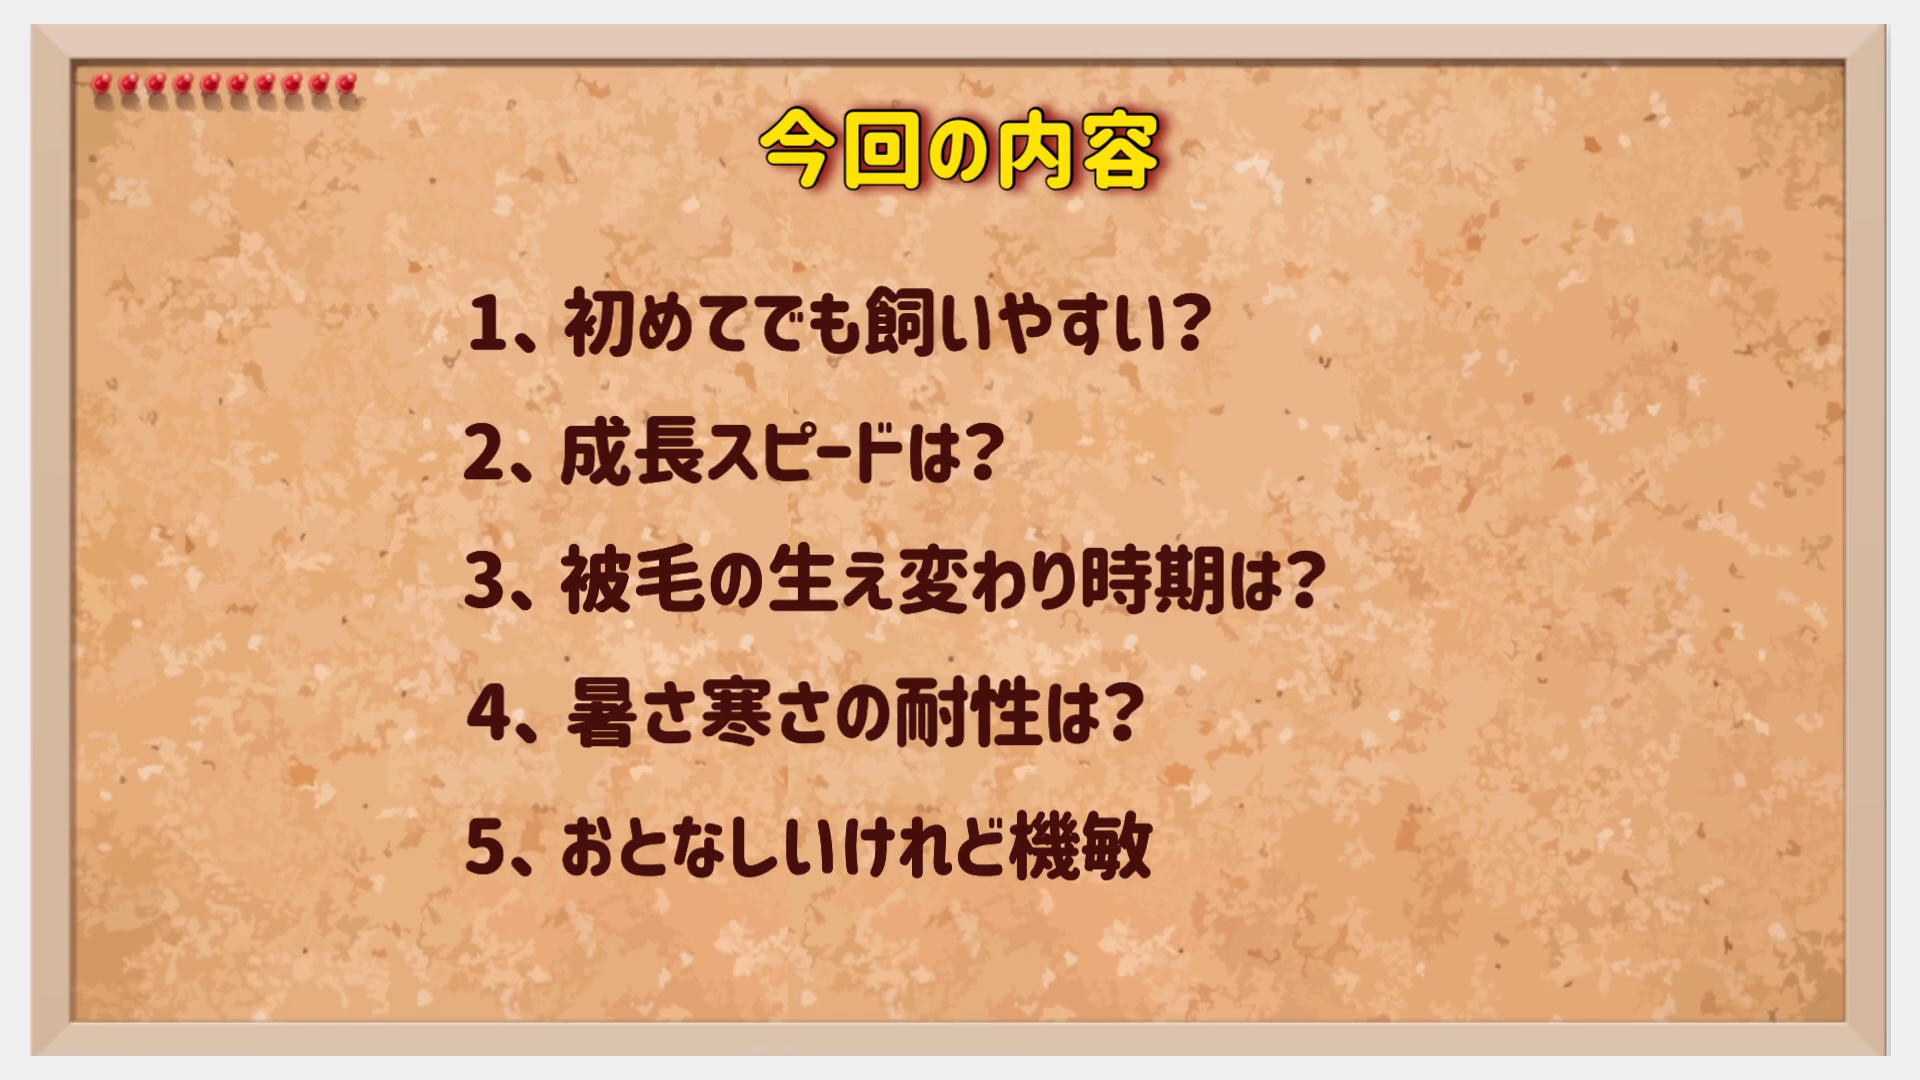 今回の内容
1、初めてでも飼いやすい?
2、成長スピードは?
3、被毛の生え変わり時期は?
4、暑さ寒さの耐性は?
5、おとなしいけれど機敏